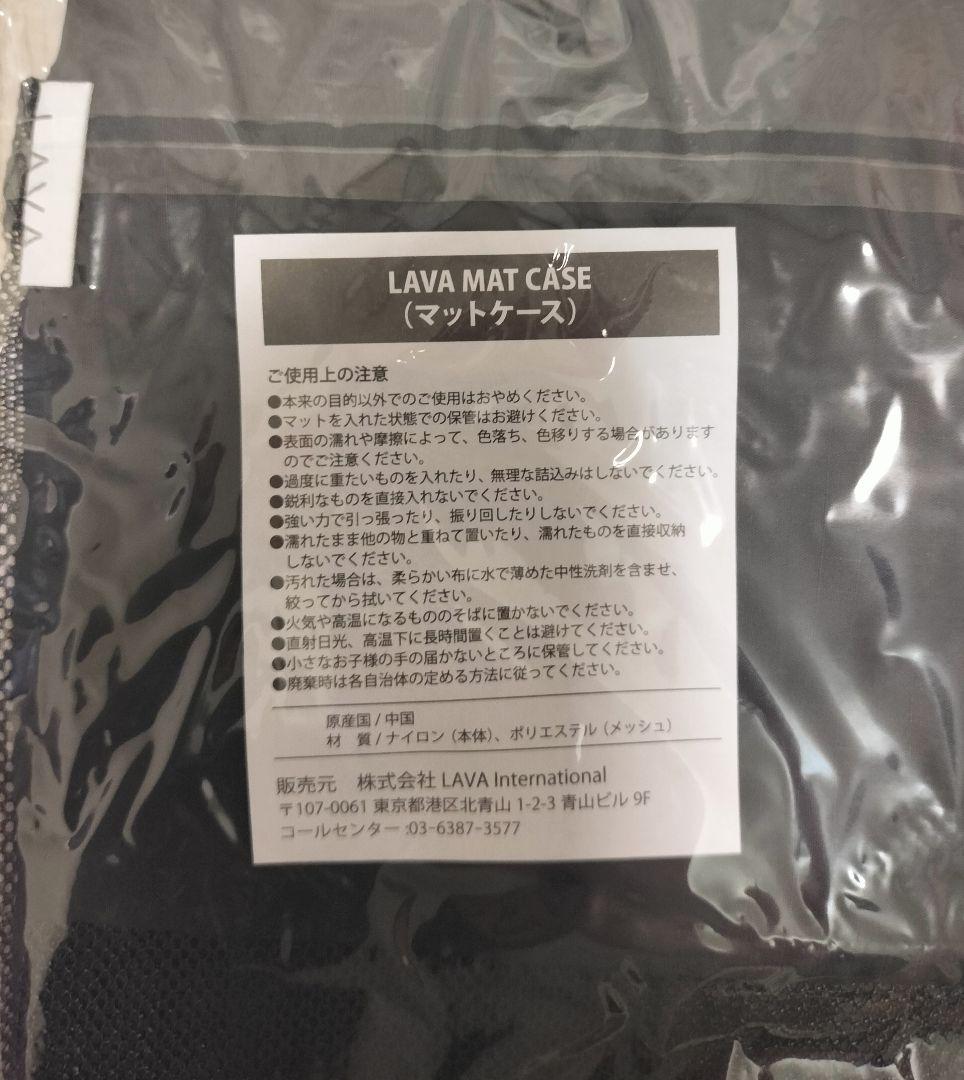 LAVA
LAVA MAT CASE
（マットケース）
ご使用上の注意
●本来の目的以外でのご使用はおやめください。
●マットを入れた状態での保管はお避けください。
●表面の濡れや摩擦によって、色落ち、色移りする場合があります
のでご注意ください。
●過度に重たいものを入れたり、無理な詰込みはしないでください。
●鋭利なものを直接入れないでください。
●強い力で引っ張ったり、振り回したりしないでください。
●濡れたまま他の物と重ねて置いたり、濡れたものを直接収納
しないでください。
●汚れた場合は、柔らかい布に水で薄めた中性洗剤を含ませ、
絞ってから拭いてください。
●火気や高温になるもののそばに置かないでください。
●直射日光、高温下に長時間置くことは避けてください。
●小さなお子様の手の届かないところに保管してください。
●廃棄時は各自治体の定める方法に従ってください。
原産国 / 中国
材　質 / ナイロン（本体）、ポリエステル（メッシュ）
販売元　株式会社 LAVA International
〒107-0061 東京都港区北青山 1-2-3 青山ビル 9F
コールセンター :03-6387-3577